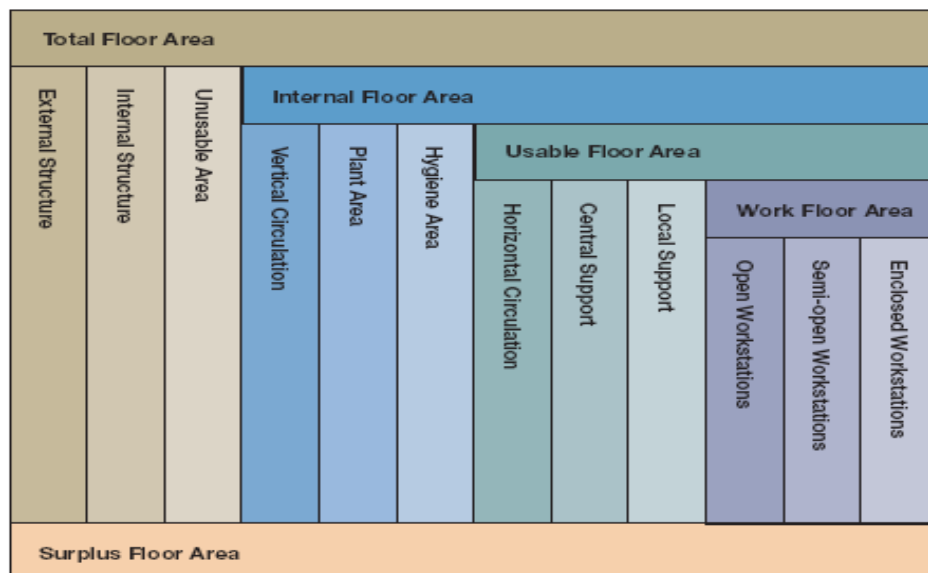 Total Floor Area
External Structure
Internal Structure
Unusable Area
Internal Floor Area
Vertical Circulation
Plant Area
Hygiene Area
Usable Floor Area
Horizontal Circulation
Central Support
Local Support
Work Floor Area
Open Workstations
Semi-open Workstations
Enclosed Workstations
Surplus Floor Area